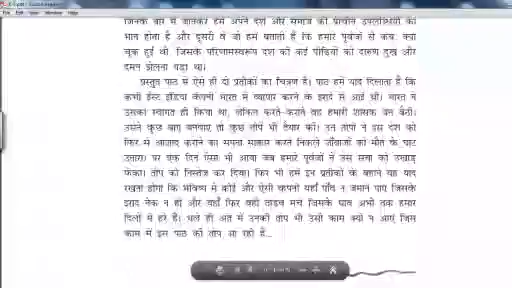 जिनके बारे में जानकर हमें अपने देश और समाज की प्राचीन उपलब्धियों का
भान होता है और दूसरी वे जो हमें बताती हैं कि हमारे पूर्वजों से कब, क्या
चूक हुई थी, जिसके परिणामस्वरूप देश की कई पीढ़ियों को दारुण दुख और
दमन झेलना पड़ा था।
प्रस्तुत पाठ में ऐसे ही दो प्रतीकों का चित्रण है। पाठ हमें याद दिलाता है कि
कभी ईस्ट इंडिया कंपनी भारत में व्यापार करने के इरादे से आई थी। भारत ने
उसका स्वागत ही किया था, लेकिन करते-कराते वह हमारी शासक बन बैठी।
उसने कुछ बाग बनवाए तो कुछ तोपें भी तैयार कीं। उन तोपों ने इस देश को
फिर से आज़ाद कराने का सपना साकार करने निकले जाँबाजों को मौत के घाट
उतारा। पर एक दिन ऐसा भी आया जब हमारे पूर्वजों ने उस सत्ता को उखाड़
फेंका। तोप को निस्तेज कर दिया। फिर भी हमें इन प्रतीकों के बहाने यह याद
रखना होगा कि भविष्य में कोई और ऐसी कंपनी यहाँ पाँव न जमाने पाए जिसके
इरादे नेक न हों और यहाँ फिर वही तांडव मचे जिसके घाव अभी तक हमारे
दिलों में हरे हैं। भले ही अंत में उनकी तोप भी उसी काम क्यों न आए जिस
काम में इस पाठ की तोप आ रही है...